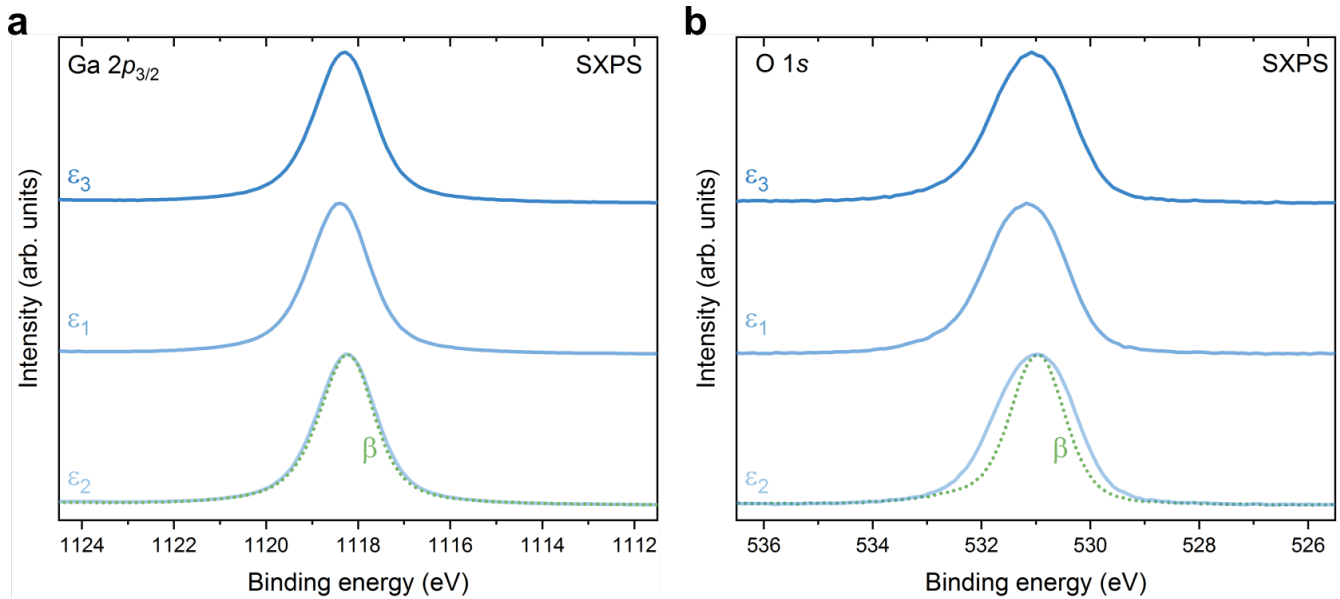 a
Ga 2p3/2
SXPS
ε3
ε1
β
ε2
Intensity (arb. units)
1124 1122 1120 1118 1116 1114 1112
Binding energy (eV)
b
O 1s
SXPS
ε3
ε1
β
ε2
Intensity (arb. units)
536 534 532 530 528 526
Binding energy (eV)